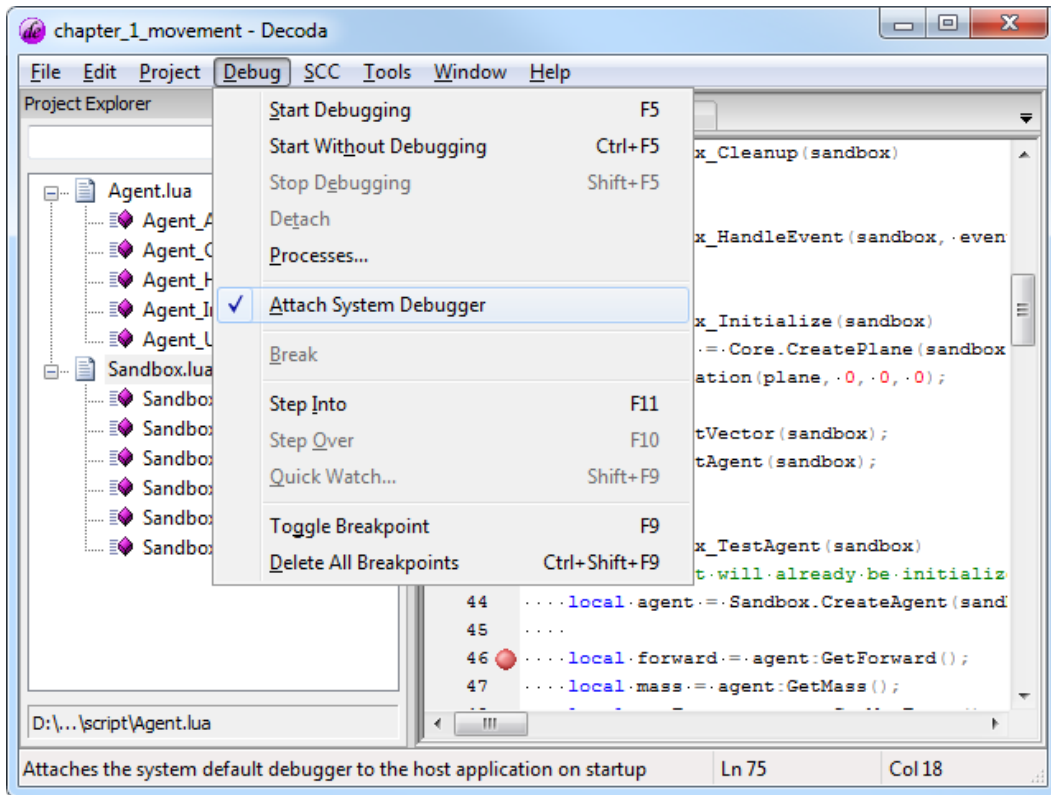 chapter_1_movement - Decoda
File Edit Project Debug SCC Tools Window Help
Project Explorer
Start Debugging F5
Start Without Debugging Ctrl+F5
Stop Debugging Shift+F5
Detach
Processes...
Attach System Debugger
Break
Step Into F11
Step Over F10
Quick Watch... Shift+F9
Toggle Breakpoint F9
Delete All Breakpoints Ctrl+Shift+F9
Agent.lua
Agent_A
Agent_C
Agent_H
Agent_I
Agent_U
Sandbox.lua
Sandbox
Sandbox
Sandbox
Sandbox
Sandbox
Sandbox
x_Cleanup(sandbox)
x_HandleEvent(sandbox,·even
x_Initialize(sandbox)
·=·Core.CreatePlane(sandbox
ation(plane,·0,·0,·0);
tVector(sandbox);
tAgent(sandbox);
x_TestAgent(sandbox)
t·will·already·be·initializ
44 ····local·agent·=·Sandbox.CreateAgent(sand
45 ····
46 ····local·forward·=·agent:GetForward();
47 ····local·mass·=·agent:GetMass();
D:\...\script\Agent.lua
Attaches the system default debugger to the host application on startup Ln 75 Col 18